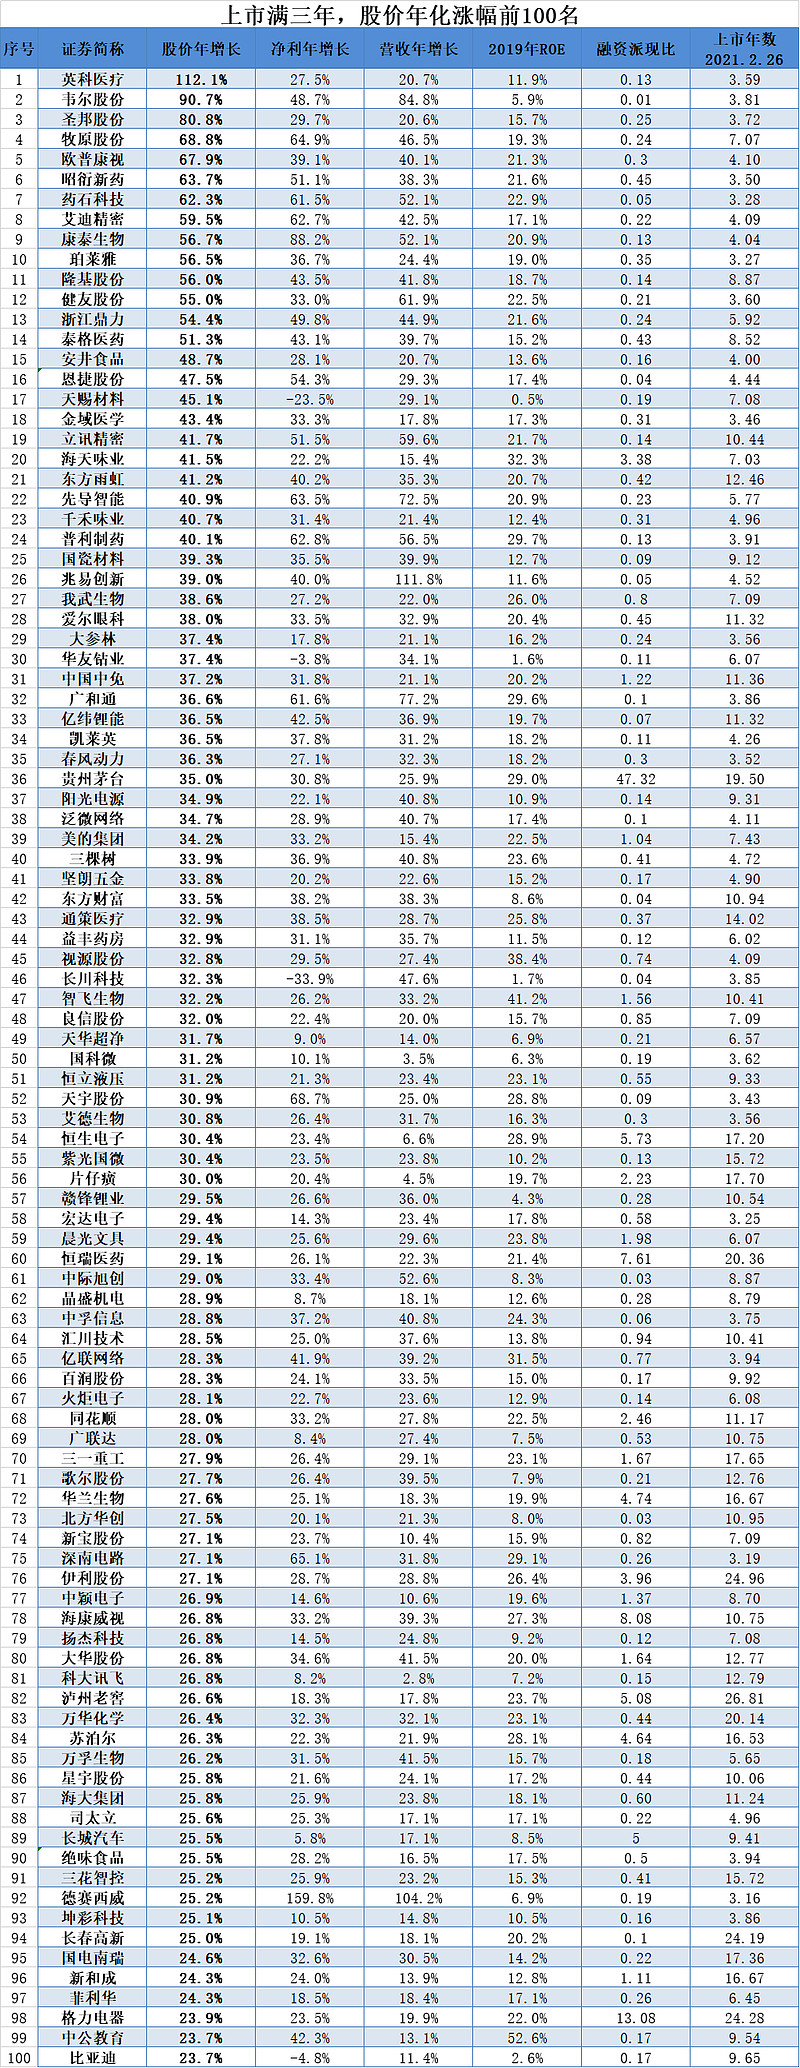 上市满三年，股价年化涨幅前100名
序号 证券简称 股价年增长 净利年增长 营收年增长 2019年ROE 融资派现比 上市年数
2021.2.26
1 英科医疗 112.1% 27.5% 20.7% 11.9% 0.13 3.59
2 韦尔股份 90.7% 48.7% 84.8% 5.9% 0.01 3.81
3 圣邦股份 80.8% 29.7% 20.6% 15.7% 0.25 3.72
4 牧原股份 68.8% 64.9% 46.5% 19.3% 0.24 7.07
5 欧普康视 67.9% 39.1% 40.1% 21.3% 0.3 4.10
6 昭衍新药 63.7% 51.1% 38.3% 21.6% 0.45 3.50
7 药石科技 62.3% 61.5% 52.1% 22.9% 0.05 3.28
8 艾迪精密 59.5% 62.7% 42.5% 17.1% 0.22 4.09
9 康泰生物 56.7% 88.2% 52.1% 20.9% 0.13 4.04
10 珀莱雅 56.5% 36.7% 24.4% 19.0% 0.35 3.27
11 隆基股份 56.0% 43.5% 41.8% 18.7% 0.14 8.87
12 健友股份 55.0% 33.0% 61.9% 22.5% 0.21 3.60
13 浙江鼎力 54.4% 49.8% 44.9% 21.6% 0.24 5.92
14 泰格医药 51.3% 43.1% 39.7% 15.2% 0.43 8.52
15 安井食品 48.7% 28.1% 20.7% 13.6% 0.16 4.00
16 恩捷股份 47.5% 54.3% 29.3% 17.4% 0.04 4.44
17 天赐材料 45.1% -23.5% 29.1% 0.5% 0.19 7.08
18 金域医学 43.4% 33.3% 17.8% 17.3% 0.31 3.46
19 立讯精密 41.7% 51.5% 59.6% 21.7% 0.14 10.44
20 海天味业 41.5% 22.2% 15.4% 32.3% 3.38 7.03
21 东方雨虹 41.2% 40.2% 35.3% 20.7% 0.42 12.46
22 先导智能 40.9% 63.5% 72.5% 20.9% 0.23 5.77
23 千禾味业 40.7% 31.4% 21.4% 12.4% 0.31 4.96
24 普利制药 40.1% 62.8% 56.5% 29.7% 0.13 3.91
25 国瓷材料 39.3% 35.5% 39.9% 12.7% 0.09 9.12
26 兆易创新 39.0% 40.0% 111.8% 11.6% 0.05 4.52
27 我武生物 38.6% 27.2% 22.0% 26.0% 0.8 7.09
28 爱尔眼科 38.0% 33.5% 32.9% 20.4% 0.45 11.32
29 大参林 37.4% 17.8% 21.1% 16.2% 0.24 3.56
30 华友钴业 37.4% -3.8% 34.1% 1.6% 0.11 6.07
31 中国中免 37.2% 31.8% 21.1% 20.2% 1.22 11.36
32 广和通 36.6% 61.6% 77.2% 29.6% 0.1 3.86
33 亿纬锂能 36.5% 42.5% 36.9% 19.7% 0.07 11.32
34 凯莱英 36.5% 37.8% 31.2% 18.2% 0.11 4.26
35 春风动力 36.3% 27.1% 32.3% 18.2% 0.3 3.52
36 贵州茅台 35.0% 30.8% 25.9% 29.0% 47.32 19.50
37 阳光电源 34.9% 22.1% 40.8% 10.9% 0.14 9.31
38 泛微网络 34.7% 28.9% 40.7% 17.4% 0.1 4.11
39 美的集团 34.2% 33.2% 15.4% 22.5% 1.04 7.43
40 三棵树 33.9% 36.9% 40.8% 23.6% 0.41 4.72
41 坚朗五金 33.8% 20.2% 22.6% 15.2% 0.17 4.90
42 东方财富 33.5% 38.2% 38.3% 8.6% 0.04 10.94
43 通策医疗 32.9% 38.5% 28.7% 25.8% 0.37 14.02
44 益丰药房 32.9% 31.1% 35.7% 11.5% 0.12 6.02
45 视源股份 32.8% 29.5% 27.4% 38.4% 0.74 4.09
46 长川科技 32.3% -33.9% 47.6% 1.7% 0.04 3.85
47 智飞生物 32.2% 26.2% 33.2% 41.2% 1.56 10.41
48 良信股份 32.0% 22.4% 20.0% 15.7% 0.85 7.09
49 天华超净 31.7% 9.0% 14.0% 6.9% 0.21 6.57
50 国科微 31.2% 10.1% 3.5% 6.3% 0.19 3.62
51 恒立液压 31.2% 21.3% 23.4% 23.1% 0.55 9.33
52 天宇股份 30.9% 68.7% 25.0% 28.8% 0.09 3.43
53 艾德生物 30.8% 26.4% 31.7% 16.3% 0.3 3.56
54 恒生电子 30.4% 23.4% 6.6% 28.9% 5.73 17.20
55 紫光国微 30.4% 23.5% 23.8% 10.2% 0.13 15.72
56 片仔癀 30.0% 20.4% 4.5% 19.7% 2.23 17.70
57 赣锋锂业 29.5% 26.6% 36.0% 4.3% 0.28 10.54
58 宏达电子 29.4% 14.3% 23.4% 17.8% 0.58 3.25
59 晨光文具 29.4% 25.6% 29.6% 23.8% 1.98 6.07
60 恒瑞医药 29.1% 26.1% 22.3% 21.4% 7.61 20.36
61 中际旭创 29.0% 33.4% 52.6% 8.3% 0.03 8.87
62 晶盛机电 28.9% 8.7% 18.1% 12.6% 0.28 8.79
63 中孚信息 28.8% 37.2% 40.8% 24.3% 0.06 3.75
64 汇川技术 28.5% 25.0% 37.6% 13.8% 0.94 10.41
65 亿联网络 28.3% 41.9% 39.2% 31.5% 0.77 3.94
66 百润股份 28.3% 24.1% 33.5% 15.0% 0.17 9.92
67 火炬电子 28.1% 22.7% 23.6% 12.9% 0.14 6.08
68 同花顺 28.0% 33.2% 27.8% 22.5% 2.46 11.17
69 广联达 28.0% 8.4% 27.4% 7.5% 0.53 10.75
70 三一重工 27.9% 26.4% 29.1% 23.1% 1.67 17.65
71 歌尔股份 27.7% 26.4% 39.5% 7.9% 0.21 12.76
72 华兰生物 27.6% 25.1% 18.3% 19.9% 4.74 16.67
73 北方华创 27.5% 20.1% 21.3% 8.0% 0.03 10.95
74 新宝股份 27.1% 23.7% 10.4% 15.9% 0.82 7.09
75 深南电路 27.1% 65.1% 31.8% 29.1% 0.26 3.19
76 伊利股份 27.1% 28.7% 28.8% 26.4% 3.96 24.96
77 中颖电子 26.9% 14.6% 10.6% 19.6% 1.37 8.70
78 海康威视 26.8% 33.2% 39.3% 27.3% 8.08 10.75
79 扬杰科技 26.8% 14.5% 24.8% 9.2% 0.12 7.08
80 大华股份 26.8% 34.6% 41.5% 20.0% 1.64 12.77
81 科大讯飞 26.8% 8.2% 2.8% 7.2% 0.15 12.79
82 泸州老窖 26.6% 18.3% 17.8% 23.7% 5.08 26.81
83 万华化学 26.4% 32.3% 32.1% 23.1% 0.44 20.14
84 苏泊尔 26.3% 22.3% 21.9% 28.1% 4.64 16.53
85 万孚生物 26.2% 31.5% 41.5% 15.7% 0.18 5.65
86 星宇股份 25.8% 21.6% 24.1% 17.2% 0.44 10.06
87 海大集团 25.8% 25.9% 23.8% 18.1% 0.60 11.24
88 司太立 25.6% 25.3% 17.1% 17.1% 0.22 4.96
89 长城汽车 25.5% 5.8% 17.1% 8.5% 5 9.41
90 绝味食品 25.5% 28.2% 16.5% 17.5% 0.5 3.94
91 三花智控 25.2% 25.9% 23.2% 15.3% 0.41 15.72
92 德赛西威 25.2% 159.8% 104.2% 6.9% 0.19 3.16
93 坤彩科技 25.1% 10.5% 14.8% 10.5% 0.16 3.86
94 长春高新 25.0% 19.1% 18.1% 20.2% 0.1 24.19
95 国电南瑞 24.6% 32.6% 30.5% 14.2% 0.22 17.36
96 新和成 24.3% 24.0% 13.9% 12.8% 1.11 16.67
97 菲利华 24.3% 18.5% 18.4% 17.1% 0.26 6.45
98 格力电器 23.9% 23.5% 19.9% 22.0% 13.08 24.28
99 中公教育 23.7% 42.3% 13.1% 52.6% 0.17 9.54
100 比亚迪 23.7% -4.8% 11.4% 2.6% 0.17 9.65